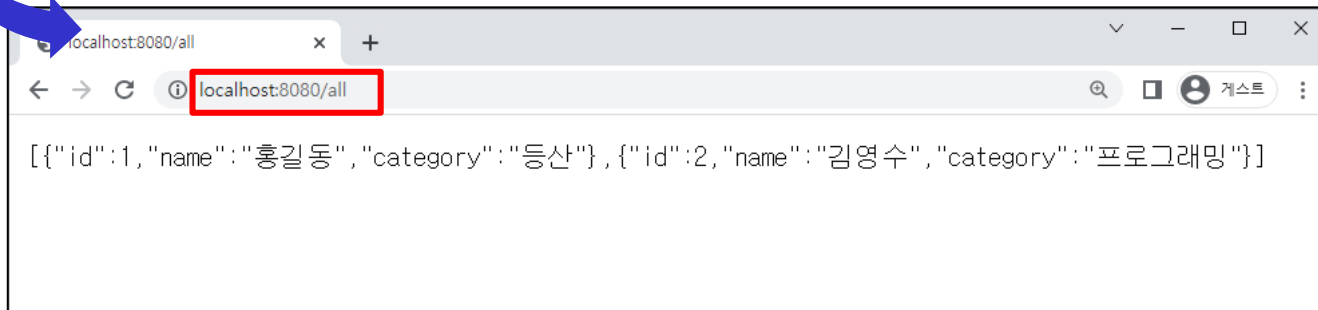 localhost:8080/all
localhost:8080/all
게스트
[{"id":1,"name":"홍길동","category":"등산"},{"id":2,"name":"김영수","category":"프로그래밍"}]